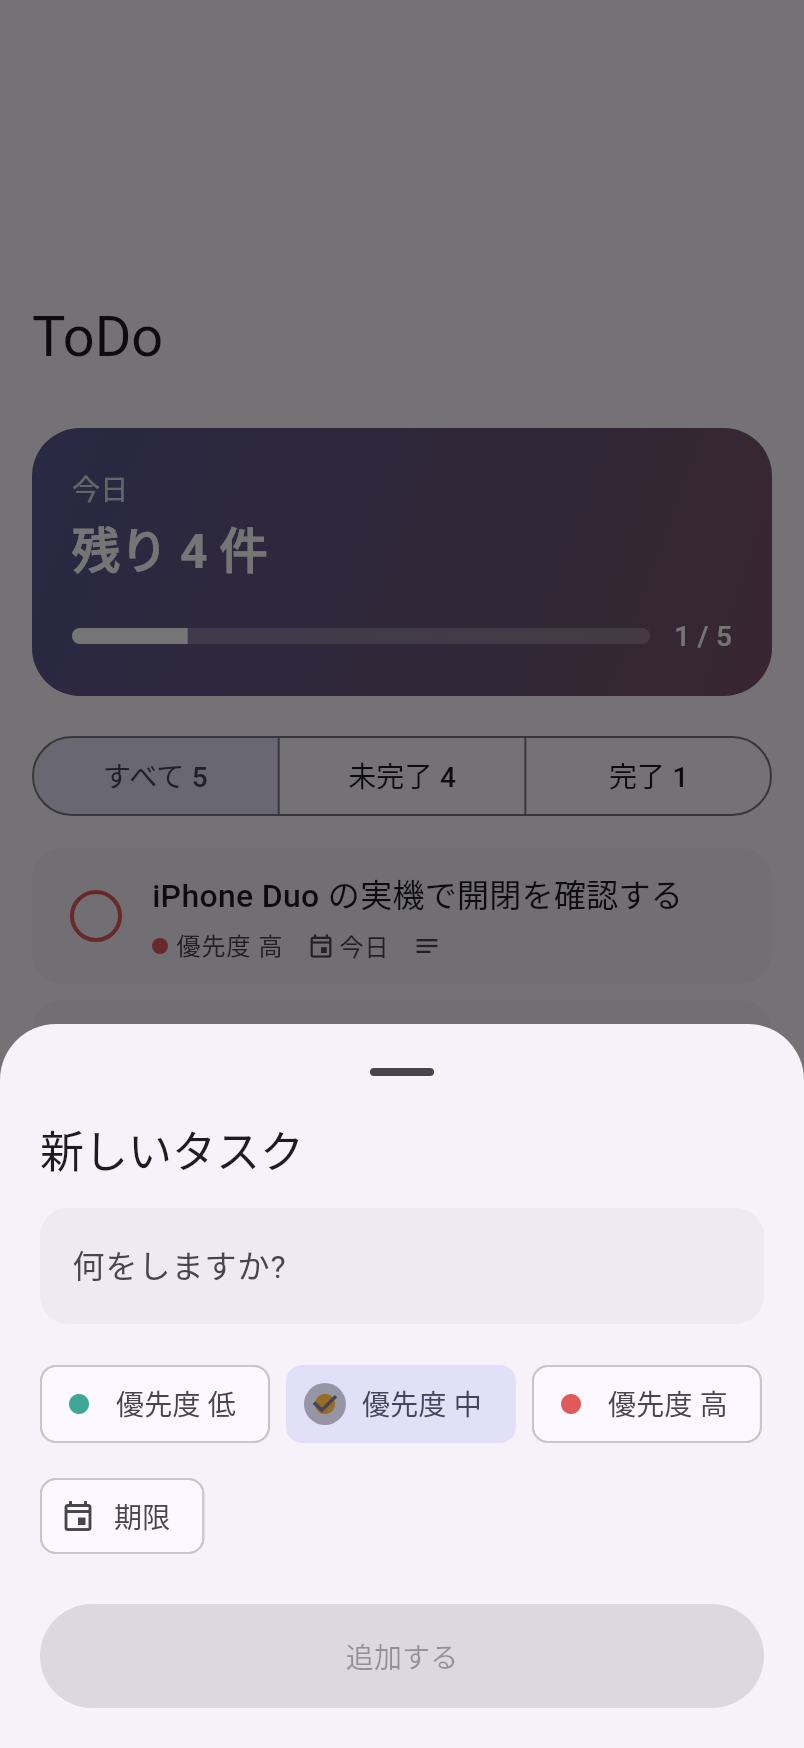 ToDo
今日
残り 4 件
1 / 5
すべて 5
未完了 4
完了 1
iPhone Duo の実機で開閉を確認する
優先度 高 今日
新しいタスク
何をしますか?
優先度 低
優先度 中
優先度 高
期限
追加する